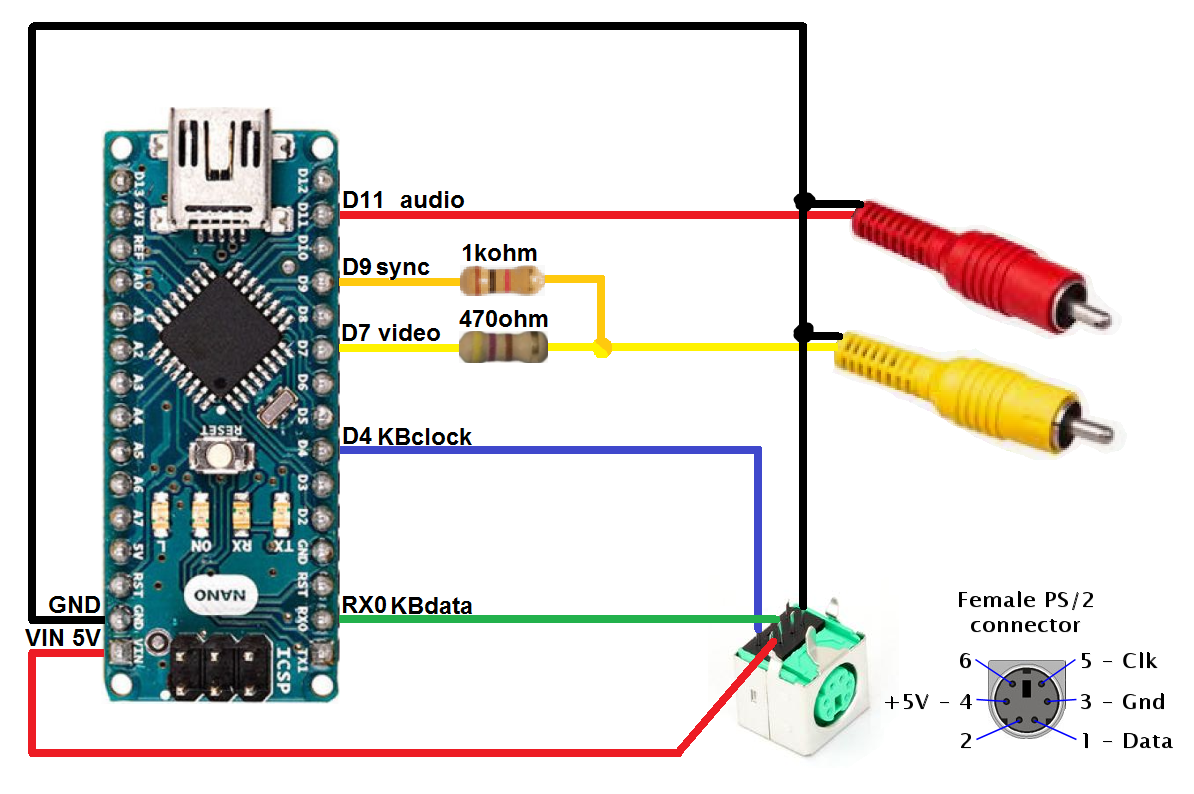 D13
3V3
REF
A0
A1
A2
A3
A4
A5
A6
A7
5V
RST
GND
VIN
D12
D11
D10
D9
D8
D7
D6
D5
D4
D3
D2
GND
RST
RX0
TX1
RESET
L
ON
RX
TX
NANO
ICSP
D11 audio
D9 sync
1kohm
D7 video
470ohm
D4 KBclock
RX0 KBdata
GND
VIN 5V
Female PS/2
connector
6
5 - Clk
+5V - 4
3 - Gnd
2
1 - Data